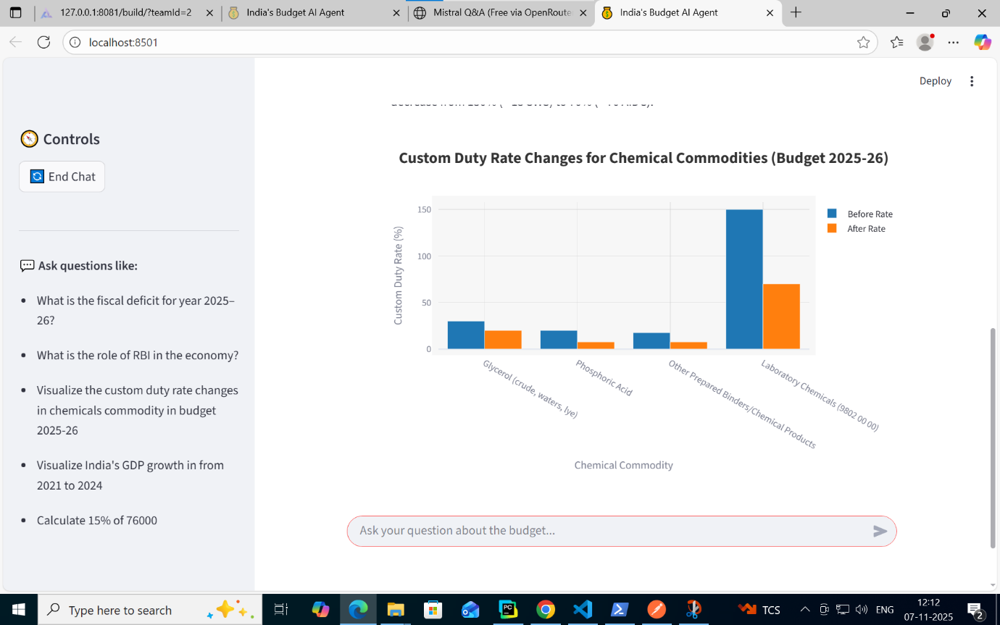 127.0.0.1:8081/build/?teamId=2
India's Budget AI Agent
Mistral Q&A (Free via OpenRoute
India's Budget AI Agent
localhost:8501
Deploy
Controls
End Chat
Ask questions like:
What is the fiscal deficit for year 2025–
26?
What is the role of RBI in the economy?
Visualize the custom duty rate changes
in chemicals commodity in budget
2025-26
Visualize India's GDP growth in from
2021 to 2024
Calculate 15% of 76000
Custom Duty Rate Changes for Chemical Commodities (Budget 2025-26)
Custom Duty Rate (%)
150
100
50
0
Before Rate
After Rate
Glycerol (crude, waters, lye)
Phosphoric Acid
Other Prepared Binders/Chemical Products
Laboratory Chemicals (9802 00 00)
Chemical Commodity
Ask your question about the budget...
Type here to search
PC
TCS
ENG
12:12
07-11-2025
2